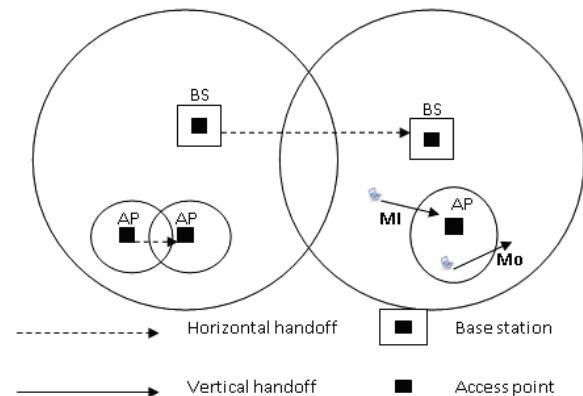 BS
BS
AP
AP
AP
MI
Mo
Horizontal handoff
Base station
Vertical handoff
Access point